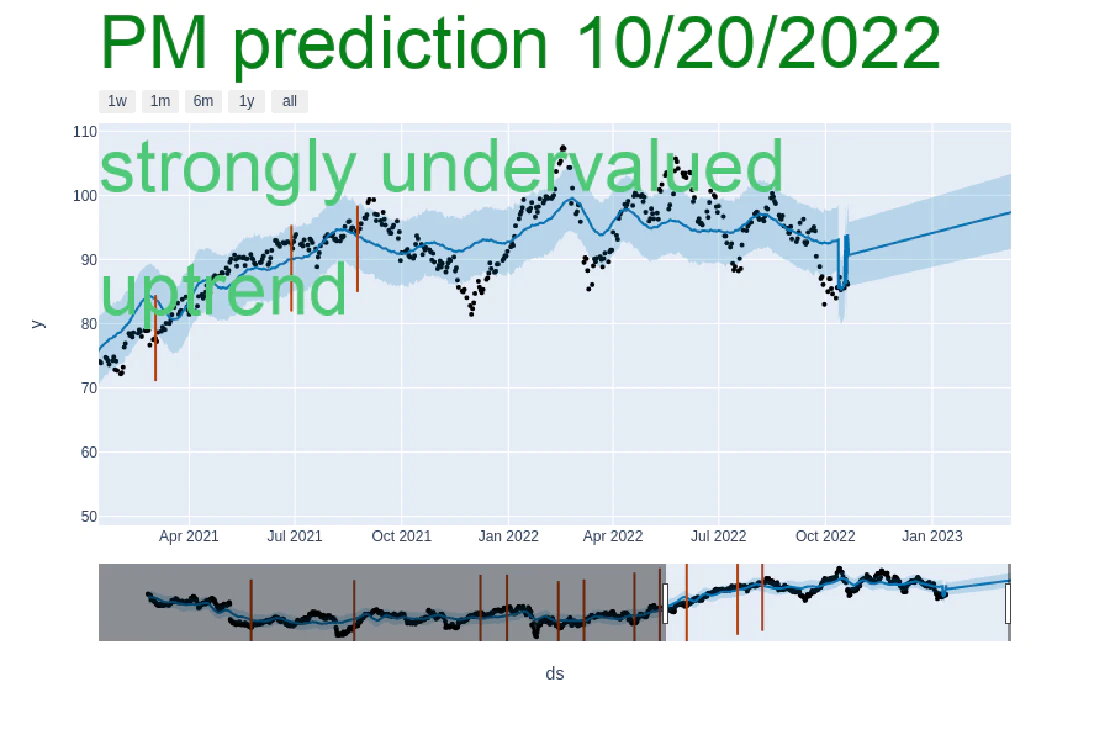 PM prediction 10/20/2022
1w 1m 6m 1y all
110
strongly undervalued
100
90
uptrend
80
y
70
60
50
Apr 2021 Jul 2021 Oct 2021 Jan 2022 Apr 2022 Jul 2022 Oct 2022 Jan 2023
ds